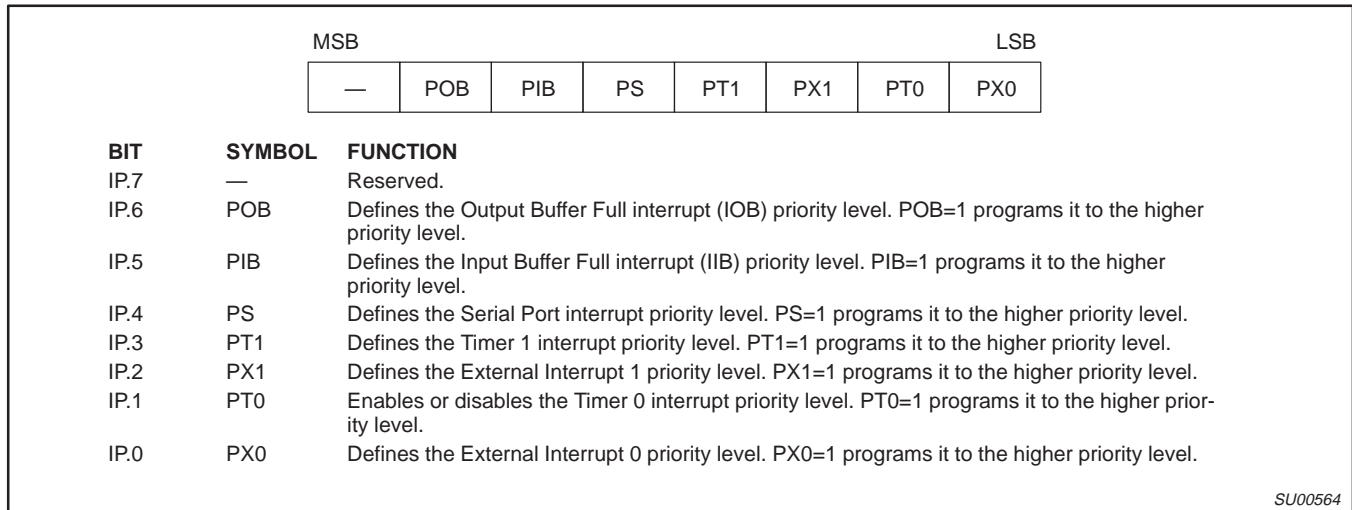 MSB LSB
— POB PIB PS PT1 PX1 PT0 PX0
BIT SYMBOL FUNCTION
IP.7 — Reserved.
IP.6 POB Defines the Output Buffer Full interrupt (IOB) priority level. POB=1 programs it to the higher
priority level.
IP.5 PIB Defines the Input Buffer Full interrupt (IIB) priority level. PIB=1 programs it to the higher
priority level.
IP.4 PS Defines the Serial Port interrupt priority level. PS=1 programs it to the higher priority level.
IP.3 PT1 Defines the Timer 1 interrupt priority level. PT1=1 programs it to the higher priority level.
IP.2 PX1 Defines the External Interrupt 1 priority level. PX1=1 programs it to the higher priority level.
IP.1 PT0 Enables or disables the Timer 0 interrupt priority level. PT0=1 programs it to the higher prior-
ity level.
IP.0 PX0 Defines the External Interrupt 0 priority level. PX0=1 programs it to the higher priority level.
SU00564